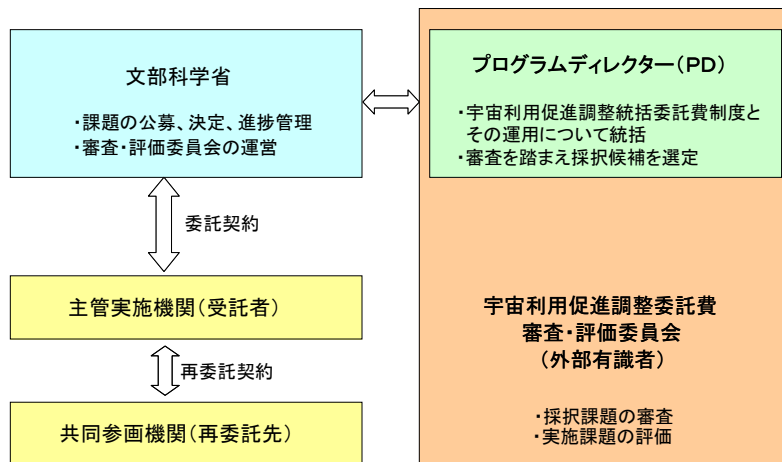 文部科学省
・課題の公募、決定、進捗管理
・審査・評価委員会の運営
プログラムディレクター(PD)
・宇宙利用促進調整統括委託費制度と
その運用について統括
・審査を踏まえ採択候補を選定
委託契約
主管実施機関(受託者)
再委託契約
共同参画機関(再委託先)
宇宙利用促進調整委託費
審査・評価委員会
(外部有識者)
・採択課題の審査
・実施課題の評価